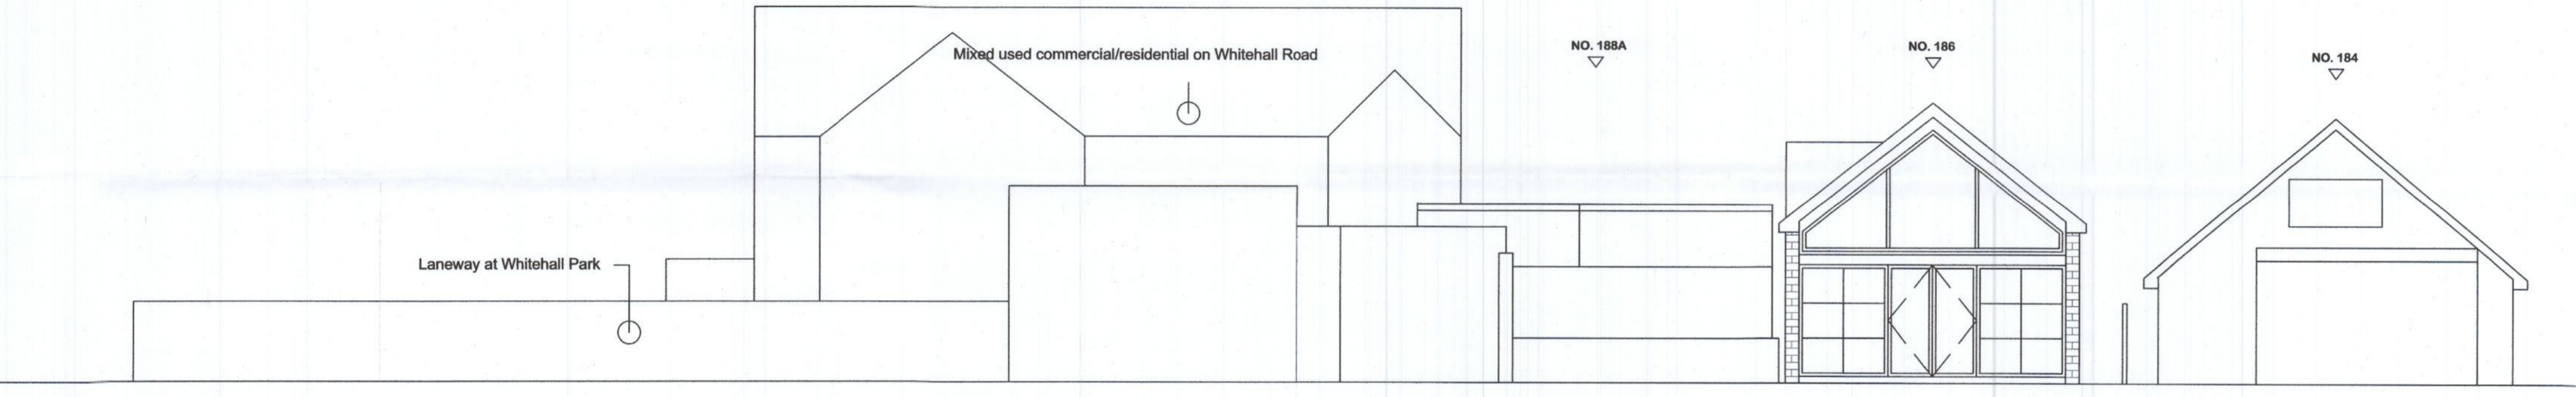 Mixed used commercial/residential on Whitehall Road
NO. 188A
NO. 186
NO. 184
Laneway at Whitehall Park